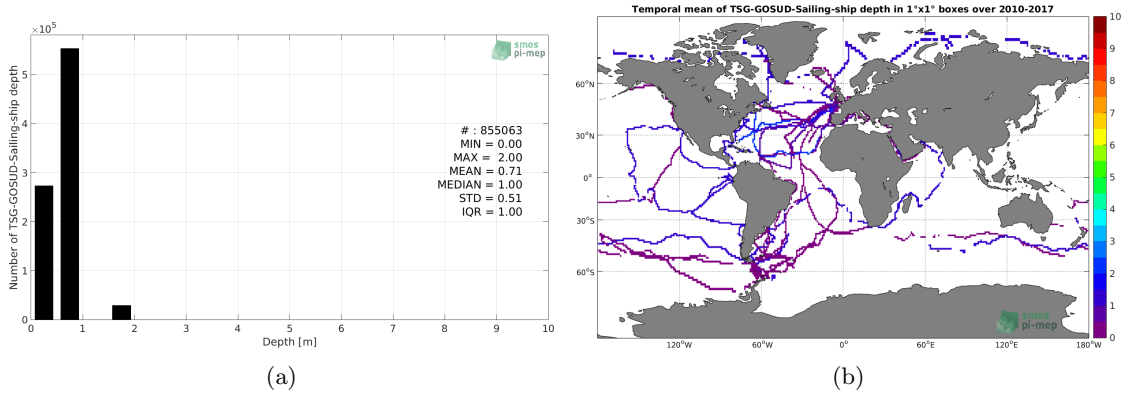 ×10⁵
5
4
3
2
1
0
Number of TSG-GOSUD-Sailing-ship depth
smos
pi-mep
# : 855063
MIN = 0.00
MAX = 2.00
MEAN = 0.71
MEDIAN = 1.00
STD = 0.51
IQR = 1.00
0 1 2 3 4 5 6 7 8 9 10
Depth [m]
(a)
Temporal mean of TSG-GOSUD-Sailing-ship depth in 1°x1° boxes over 2010-2017
60°N
30°N
0°
30°S
60°S
120°W 60°W 0° 60°E 120°E 180°W
smos
pi-mep
10
9
8
7
6
5
4
3
2
1
0
(b)